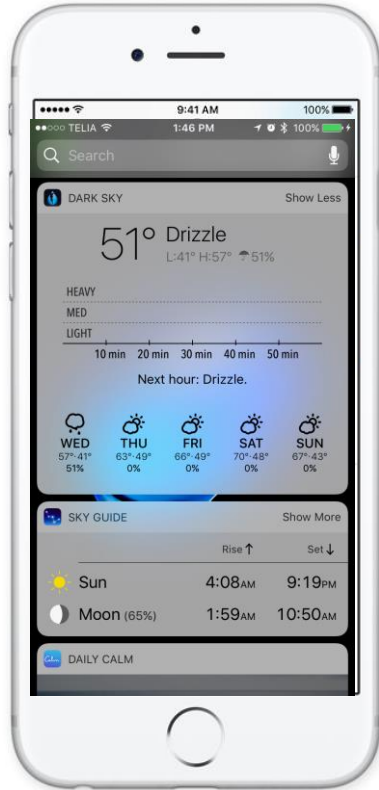 9:41 AM 100%
TELIA 1:46 PM 100%
Search
DARK SKY Show Less
51° Drizzle
L:41° H:57° 51%
HEAVY
MED
LIGHT
10 min 20 min 30 min 40 min 50 min
Next hour: Drizzle.
WED THU FRI SAT SUN
57°-41° 63°-49° 66°-49° 70°-48° 67°-43°
51% 0% 0% 0% 0%
SKY GUIDE Show More
Rise↑ Set↓
Sun 4:08AM 9:19PM
Moon (65%) 1:59AM 10:50AM
Calm DAILY CALM